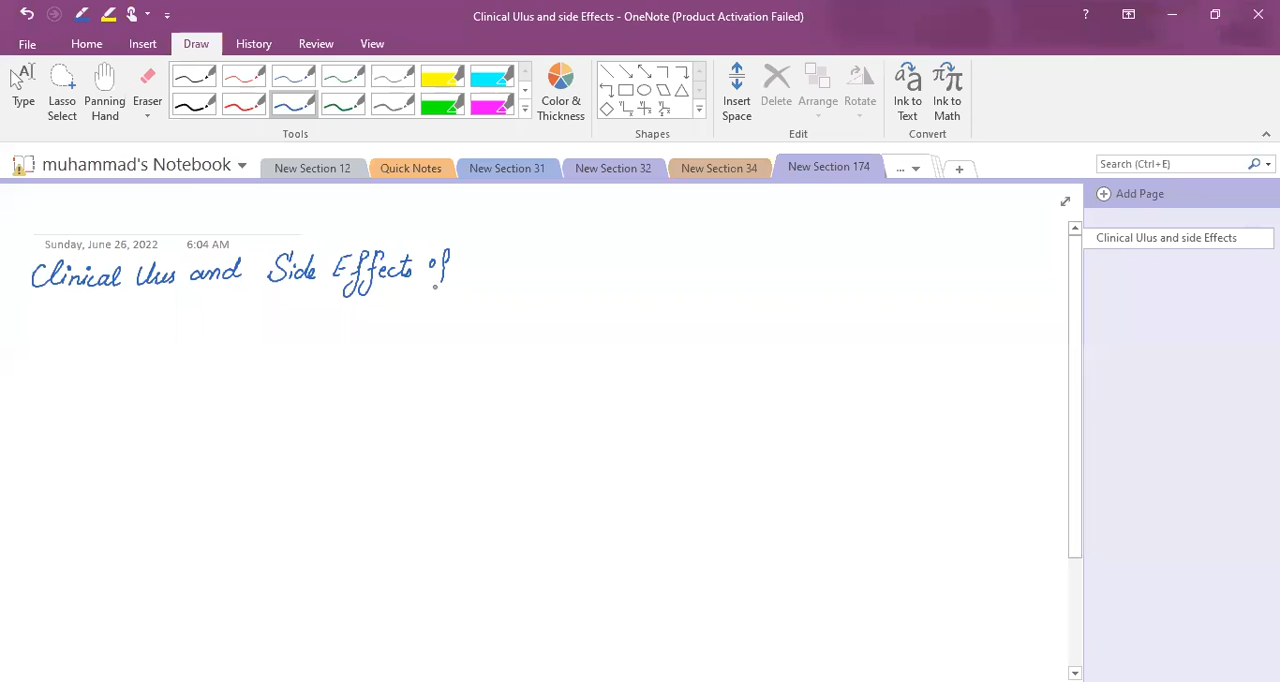 Clinical Ulus and side Effects - OneNote (Product Activation Failed)
File Home Insert Draw History Review View
Type Lasso Select Panning Hand Eraser Color & Thickness Insert Space Delete Arrange Rotate Ink to Text Ink to Math
Tools Shapes Edit Convert
muhammad's Notebook New Section 12 Quick Notes New Section 31 New Section 32 New Section 34 New Section 174 ... Search (Ctrl+E)
Add Page
Clinical Ulus and side Effects
Sunday, June 26, 2022 6:04 AM
Clinical Uses and Side Effects of